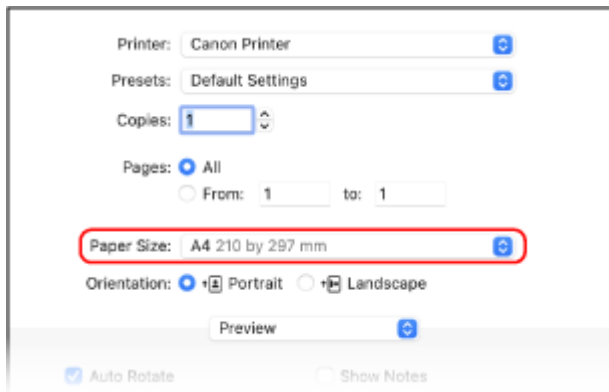 Printer: Canon Printer
Presets: Default Settings
Copies: 1
Pages: All
From: 1 to: 1
Paper Size: A4 210 by 297 mm
Orientation: Portrait Landscape
Preview
Auto Rotate Show Notes